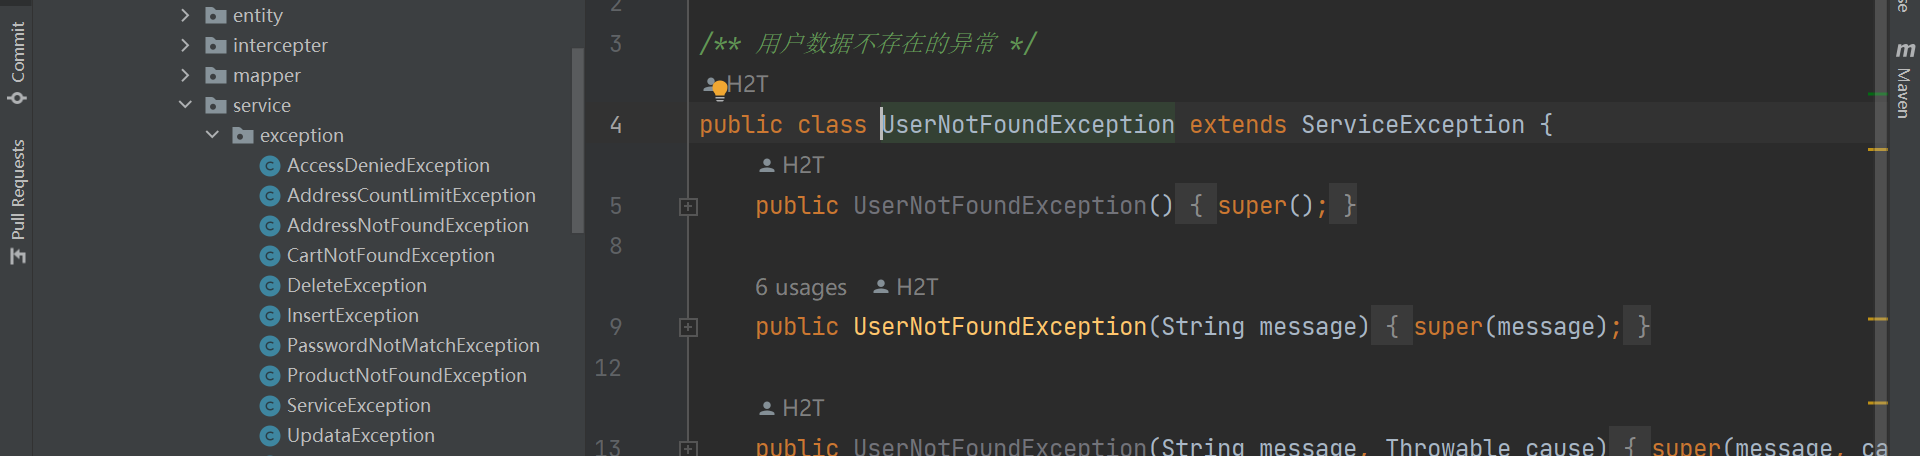 Commit
Pull Requests
entity
intercepter
mapper
service
exception
AccessDeniedException
AddressCountLimitException
AddressNotFoundException
CartNotFoundException
DeleteException
InsertException
PasswordNotMatchException
ProductNotFoundException
ServiceException
UpdataException
2
3 /** 用户数据不存在的异常 */
H2T
4 public class UserNotFoundException extends ServiceException {
H2T
5 public UserNotFoundException() { super(); }
8
6 usages H2T
9 public UserNotFoundException(String message) { super(message); }
12
H2T
13 public UserNotFoundException(String message, Throwable cause) { super(message, ca
se
m
Maven